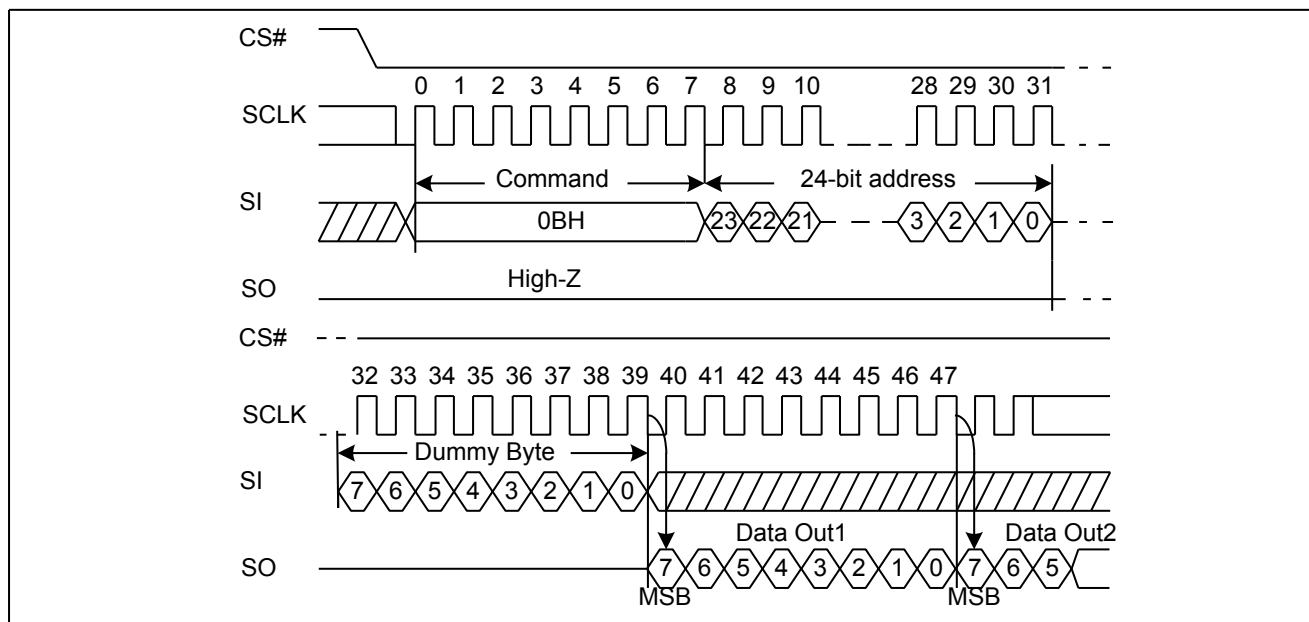 CS#
0 1 2 3 4 5 6 7 8 9 10 28 29 30 31
SCLK
Command 24-bit address
SI
0BH 23 22 21 3 2 1 0
High-Z
SO
CS#
32 33 34 35 36 37 38 39 40 41 42 43 44 45 46 47
SCLK
Dummy Byte
SI
7 6 5 4 3 2 1 0
Data Out1 Data Out2
SO
7 6 5 4 3 2 1 0 7 6 5
MSB MSB